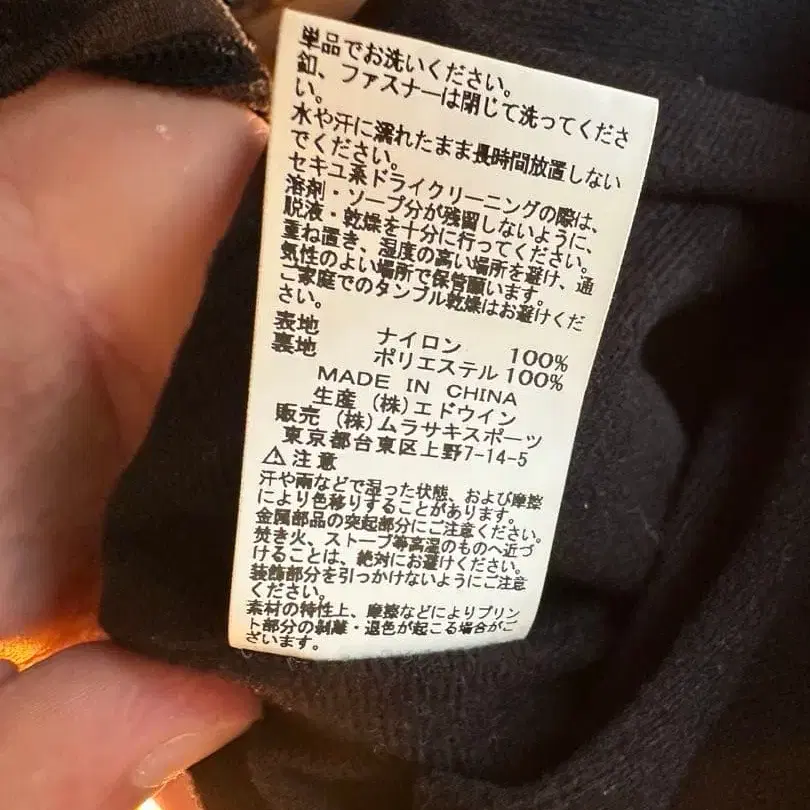 単品でお洗いください。
釦、ファスナーは閉じて洗ってくださ
い。
水や汗に濡れたまま長時間放置しない
でください。
セキユ系ドライクリーニングの際は、
溶剤・ソープ分が残留しないように、
脱液・乾燥を十分に行ってください。
重ね置き、湿度の高い場所を避け、通
気性のよい場所で保管願います。
ご家庭でのタンブル乾燥はお避けくだ
さい。
表地 ナイロン 100%
裏地 ポリエステル 100%
MADE IN CHINA
生産 (株)エドウイン
販売 (株)ムラサキスポーツ
東京都台東区上野7-14-5
⚠注意
汗や雨などで湿った状態、および摩擦
により色移りすることがあります。
金属部品の突起部分にご注意ください。
焚き火、ストーブ等高温のものへ近づ
けることは、絶対にお避けください。
装飾部分を引っかけないようにご注意
ください。
素材の特性上、摩擦などによりプリン
ト部分の剥離・退色が起こる場合がご
ざいます。